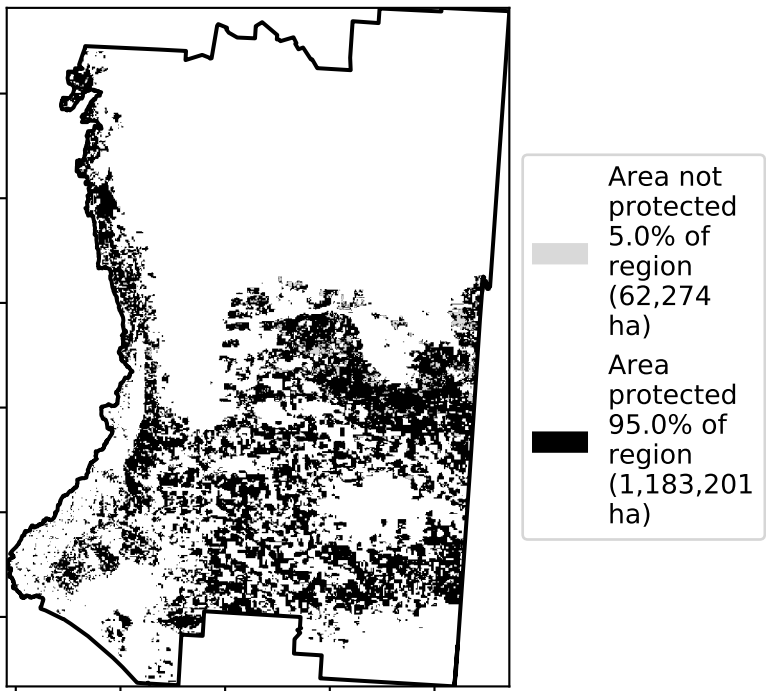 Area not
protected
5.0% of
region
(62,274
ha)
Area
protected
95.0% of
region
(1,183,201
ha)